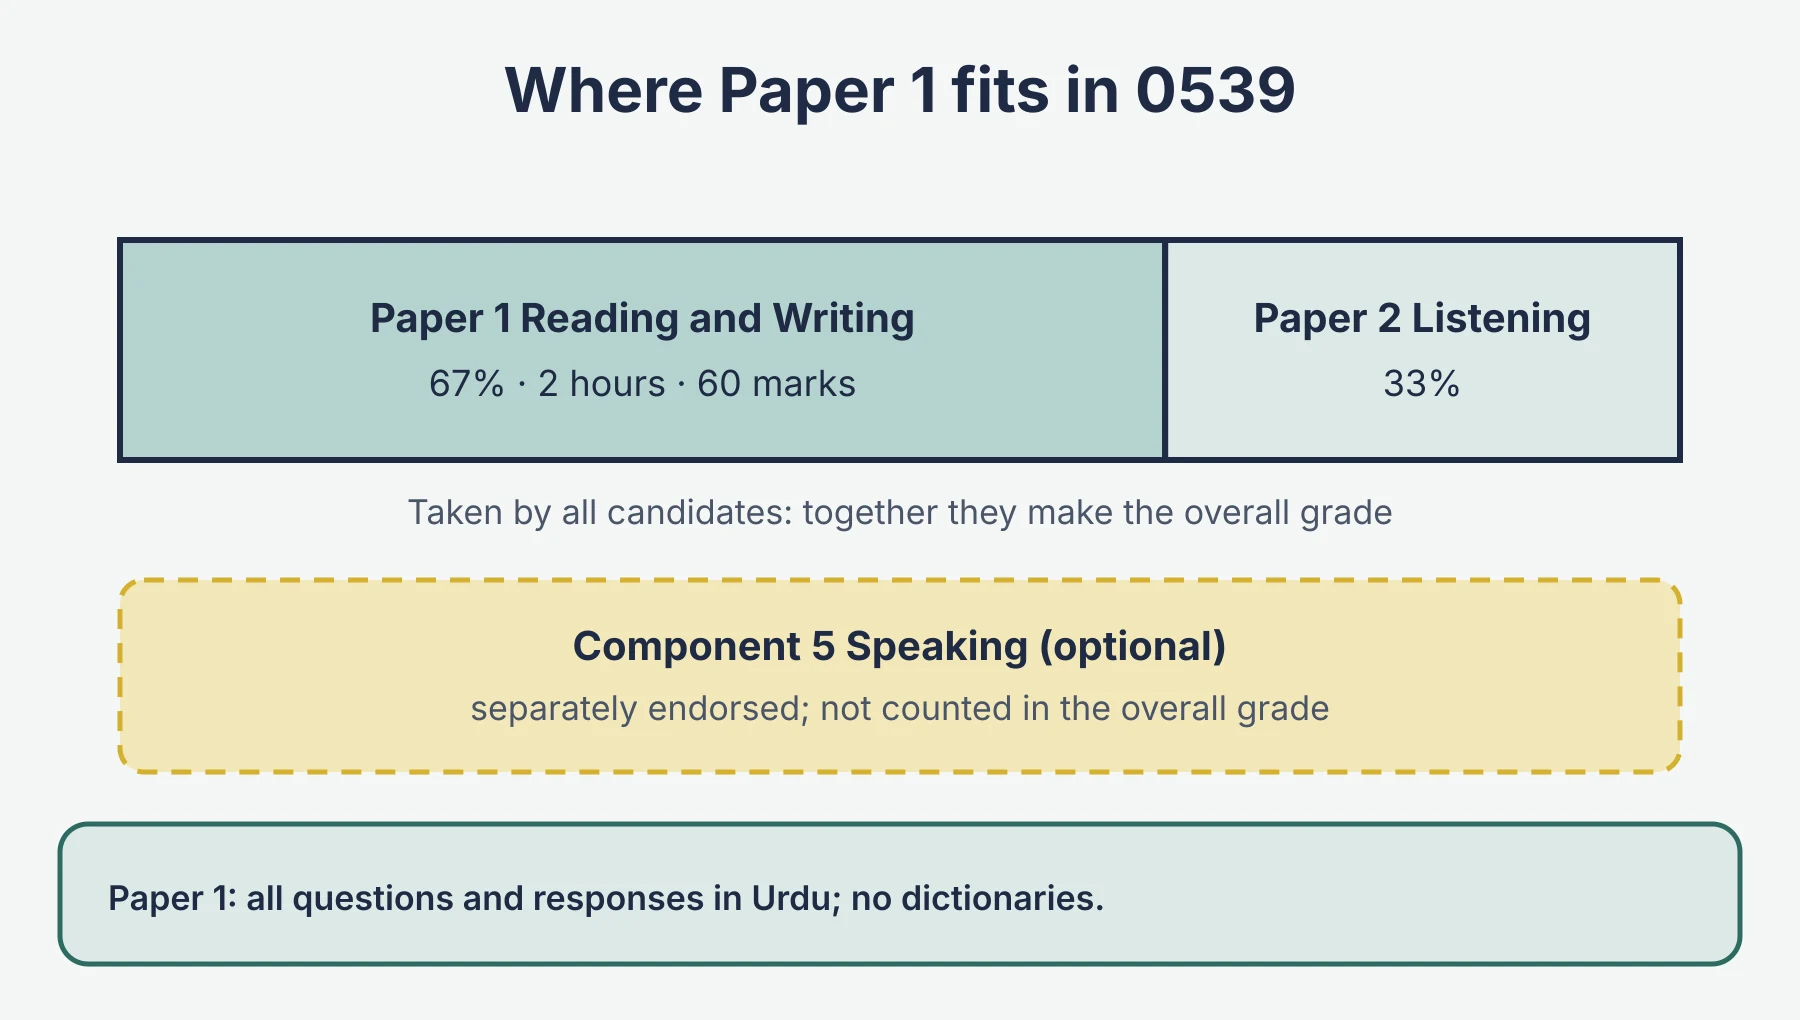 Where Paper 1 fits in 0539
Paper 1 Reading and Writing
67% · 2 hours · 60 marks
Paper 2 Listening
33%
Taken by all candidates: together they make the overall grade
Component 5 Speaking (optional)
separately endorsed; not counted in the overall grade
Paper 1: all questions and responses in Urdu; no dictionaries.